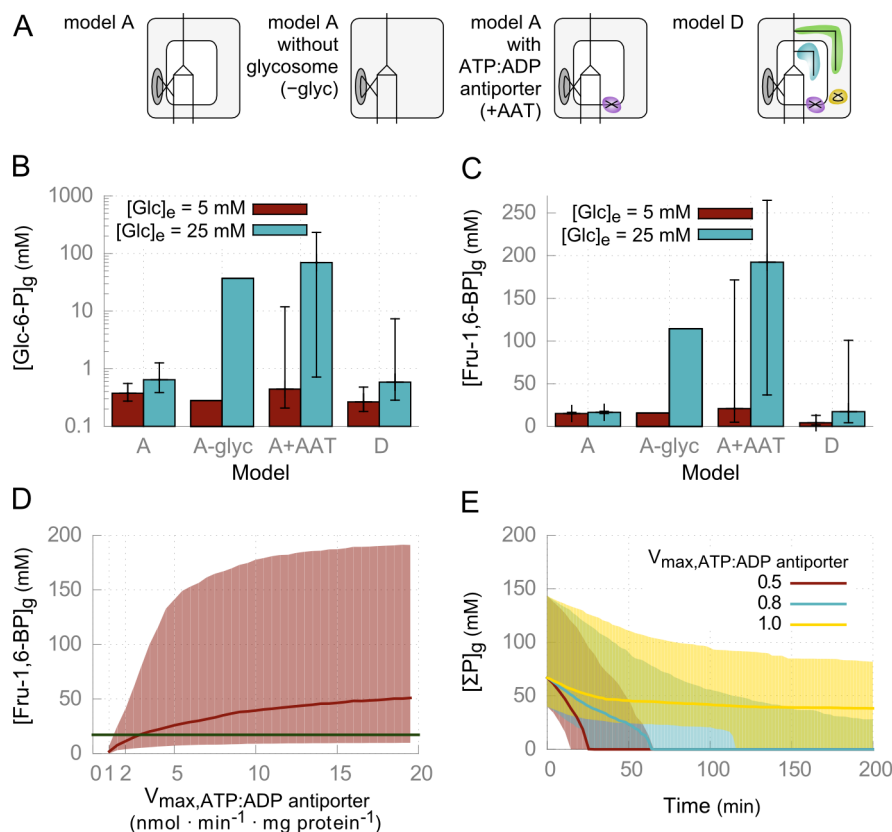 A
model A
model A
without
glycosome
(−glyc)
model A
with
ATP:ADP
antiporter
(+AAT)
model D
B
[Glc-6-P]g (mM)
1000
100
10
1
0.1
[Glc]e = 5 mM
[Glc]e = 25 mM
A A-glyc A+AAT D
Model
C
[Fru-1,6-BP]g (mM)
250
200
150
100
50
0
[Glc]e = 5 mM
[Glc]e = 25 mM
A A-glyc A+AAT D
Model
D
[Fru-1,6-BP]g (mM)
200
150
100
50
0
0 1 2 5 10 15 20
Vmax,ATP:ADP antiporter
(nmol · min⁻¹ · mg protein⁻¹)
E
[ΣP]g (mM)
200
150
100
50
0
Vmax,ATP:ADP antiporter
0.5
0.8
1.0
0 50 100 150 200
Time (min)